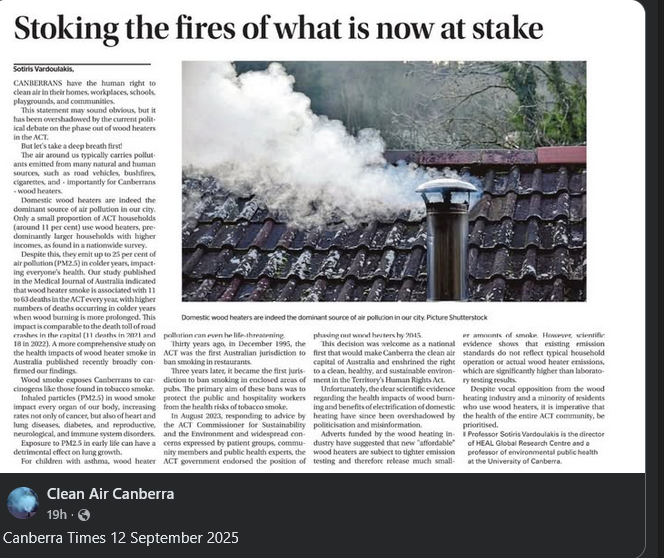 Stoking the fires of what is now at stake
Sotiris Vardoulakis,
CANBERRANS have the human right to
clean air in their homes, workplaces, schools,
playgrounds, and communities.
This statement may sound obvious, but it
has been overshadowed by the current polit-
ical debate on the phase out of wood heaters
in the ACT.
But let's take a deep breath first!
The air around us typically carries pollut-
ants emitted from many natural and human
sources, such as road vehicles, bushfires,
cigarettes, and - importantly for Canberrans
- wood heaters.
Domestic wood heaters are indeed the
dominant source of air pollution in our city.
Only a small proportion of ACT households
(around 11 per cent) use wood heaters, pre-
dominantly larger households with higher
incomes, as found in a nationwide survey.
Despite this, they emit up to 25 per cent of
air pollution (PM2.5) in colder years, impact-
ing everyone's health. Our study published
in the Medical Journal of Australia indicated
that wood heater smoke is associated with 11
to 63 deaths in the ACT every year, with higher
numbers of deaths occurring in colder years
when wood burning is more prolonged. This
impact is comparable to the death toll of road
crashes in the capital (11 deaths in 2021 and
18 in 2022). A more comprehensive study on
the health impacts of wood heater smoke in
Australia published recently broadly con-
firmed our findings.
Wood smoke exposes Canberrans to car-
cinogens like those found in tobacco smoke.
Inhaled particles (PM2.5) in wood smoke
impact every organ of our body, increasing
rates not only of cancer, but also of heart and
lung diseases, diabetes, and reproductive,
neurological, and immune system disorders.
Exposure to PM2.5 in early life can have a
detrimental effect on lung growth.
For children with asthma, wood heater
Domestic wood heaters are indeed the dominant source of air pollution in our city. Picture Shutterstock
pollution can even be life-threatening.
Thirty years ago, in December 1995, the
ACT was the first Australian jurisdiction to
ban smoking in restaurants.
Three years later, it became the first juris-
diction to ban smoking in enclosed areas of
pubs. The primary aim of these bans was to
protect the public and hospitality workers
from the health risks of tobacco smoke.
In August 2023, responding to advice by
the ACT Commissioner for Sustainability
and the Environment and widespread con-
cerns expressed by patient groups, commu-
nity members and public health experts, the
ACT government endorsed the position of
phasing out wood heaters by 2045.
This decision was welcome as a national
first that would make Canberra the clean air
capital of Australia and enshrined the right
to a clean, healthy, and sustainable environ-
ment in the Territory's Human Rights Act.
Unfortunately, the clear scientific evidence
regarding the health impacts of wood burn-
ing and benefits of electrification of domestic
heating have since been overshadowed by
politicisation and misinformation.
Adverts funded by the wood heating in-
dustry have suggested that new "affordable"
wood heaters are subject to tighter emission
testing and therefore release much small-
er amounts of smoke. However, scientific
evidence shows that existing emission
standards do not reflect typical household
operation or actual wood heater emissions,
which are significantly higher than laborato-
ry testing results.
Despite vocal opposition from the wood
heating industry and a minority of residents
who use wood heaters, it is imperative that
the health of the entire ACT community, be
prioritised.
Professor Sotiris Vardoulakis is the director
of HEAL Global Research Centre and a
professor of environmental public health
at the University of Canberra.
Clean Air Canberra
19h ·
Canberra Times 12 September 2025